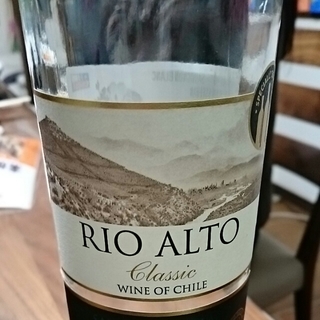 RIO ALTO
Classic
WINE OF CHILE